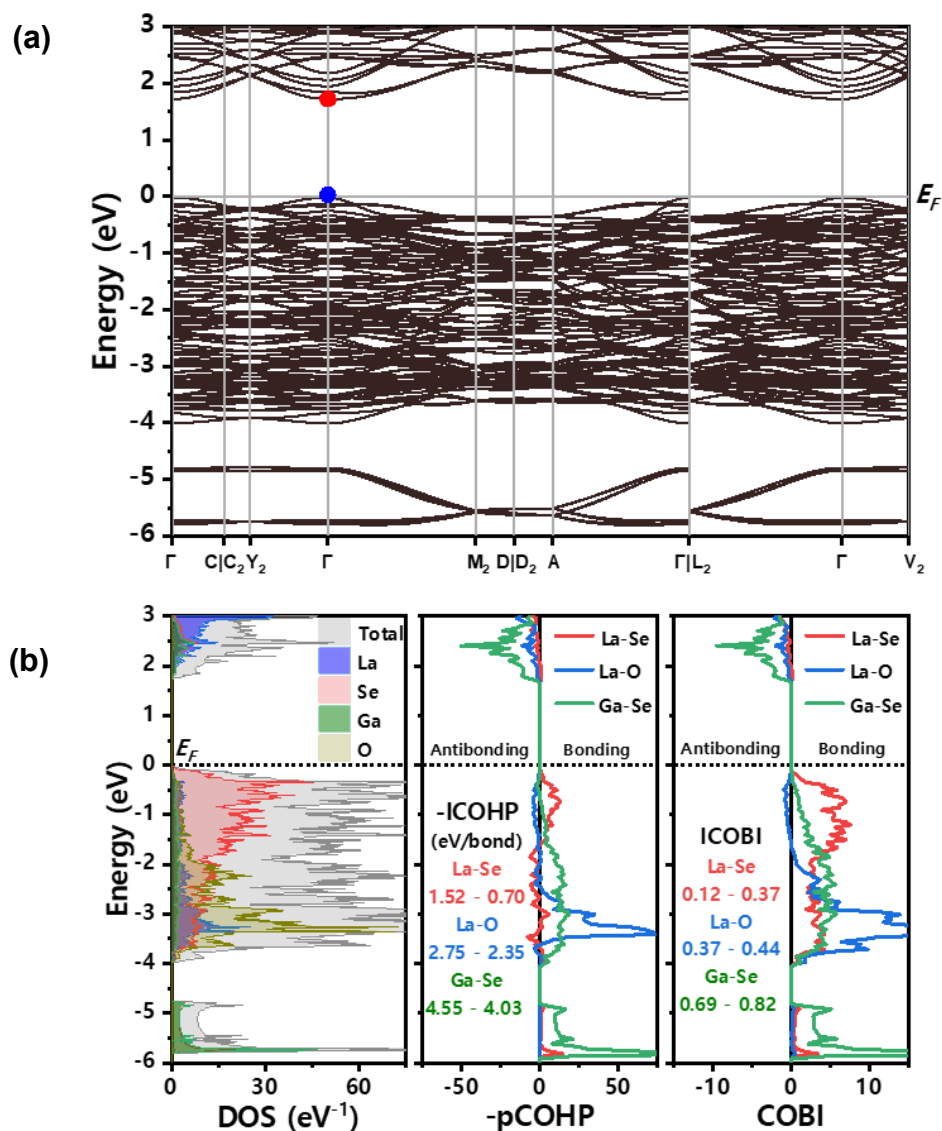 (a)
3
2
1
0
-1
-2
-3
-4
-5
-6
Energy (eV)
E_F
Γ C|C₂ Y₂ Γ M₂ D|D₂ A Γ|L₂ Γ V₂
(b)
3
2
1
0
-1
-2
-3
-4
-5
-6
Energy (eV)
Total
La
Se
Ga
O
E_F
0 30 60
DOS (eV⁻¹)
La-Se
La-O
Ga-Se
Antibonding Bonding
-ICOHP
(eV/bond)
La-Se
1.52 - 0.70
La-O
2.75 - 2.35
Ga-Se
4.55 - 4.03
-50 0 50
-pCOHP
La-Se
La-O
Ga-Se
Antibonding Bonding
ICOBI
La-Se
0.12 - 0.37
La-O
0.37 - 0.44
Ga-Se
0.69 - 0.82
-10 0 10
COBI